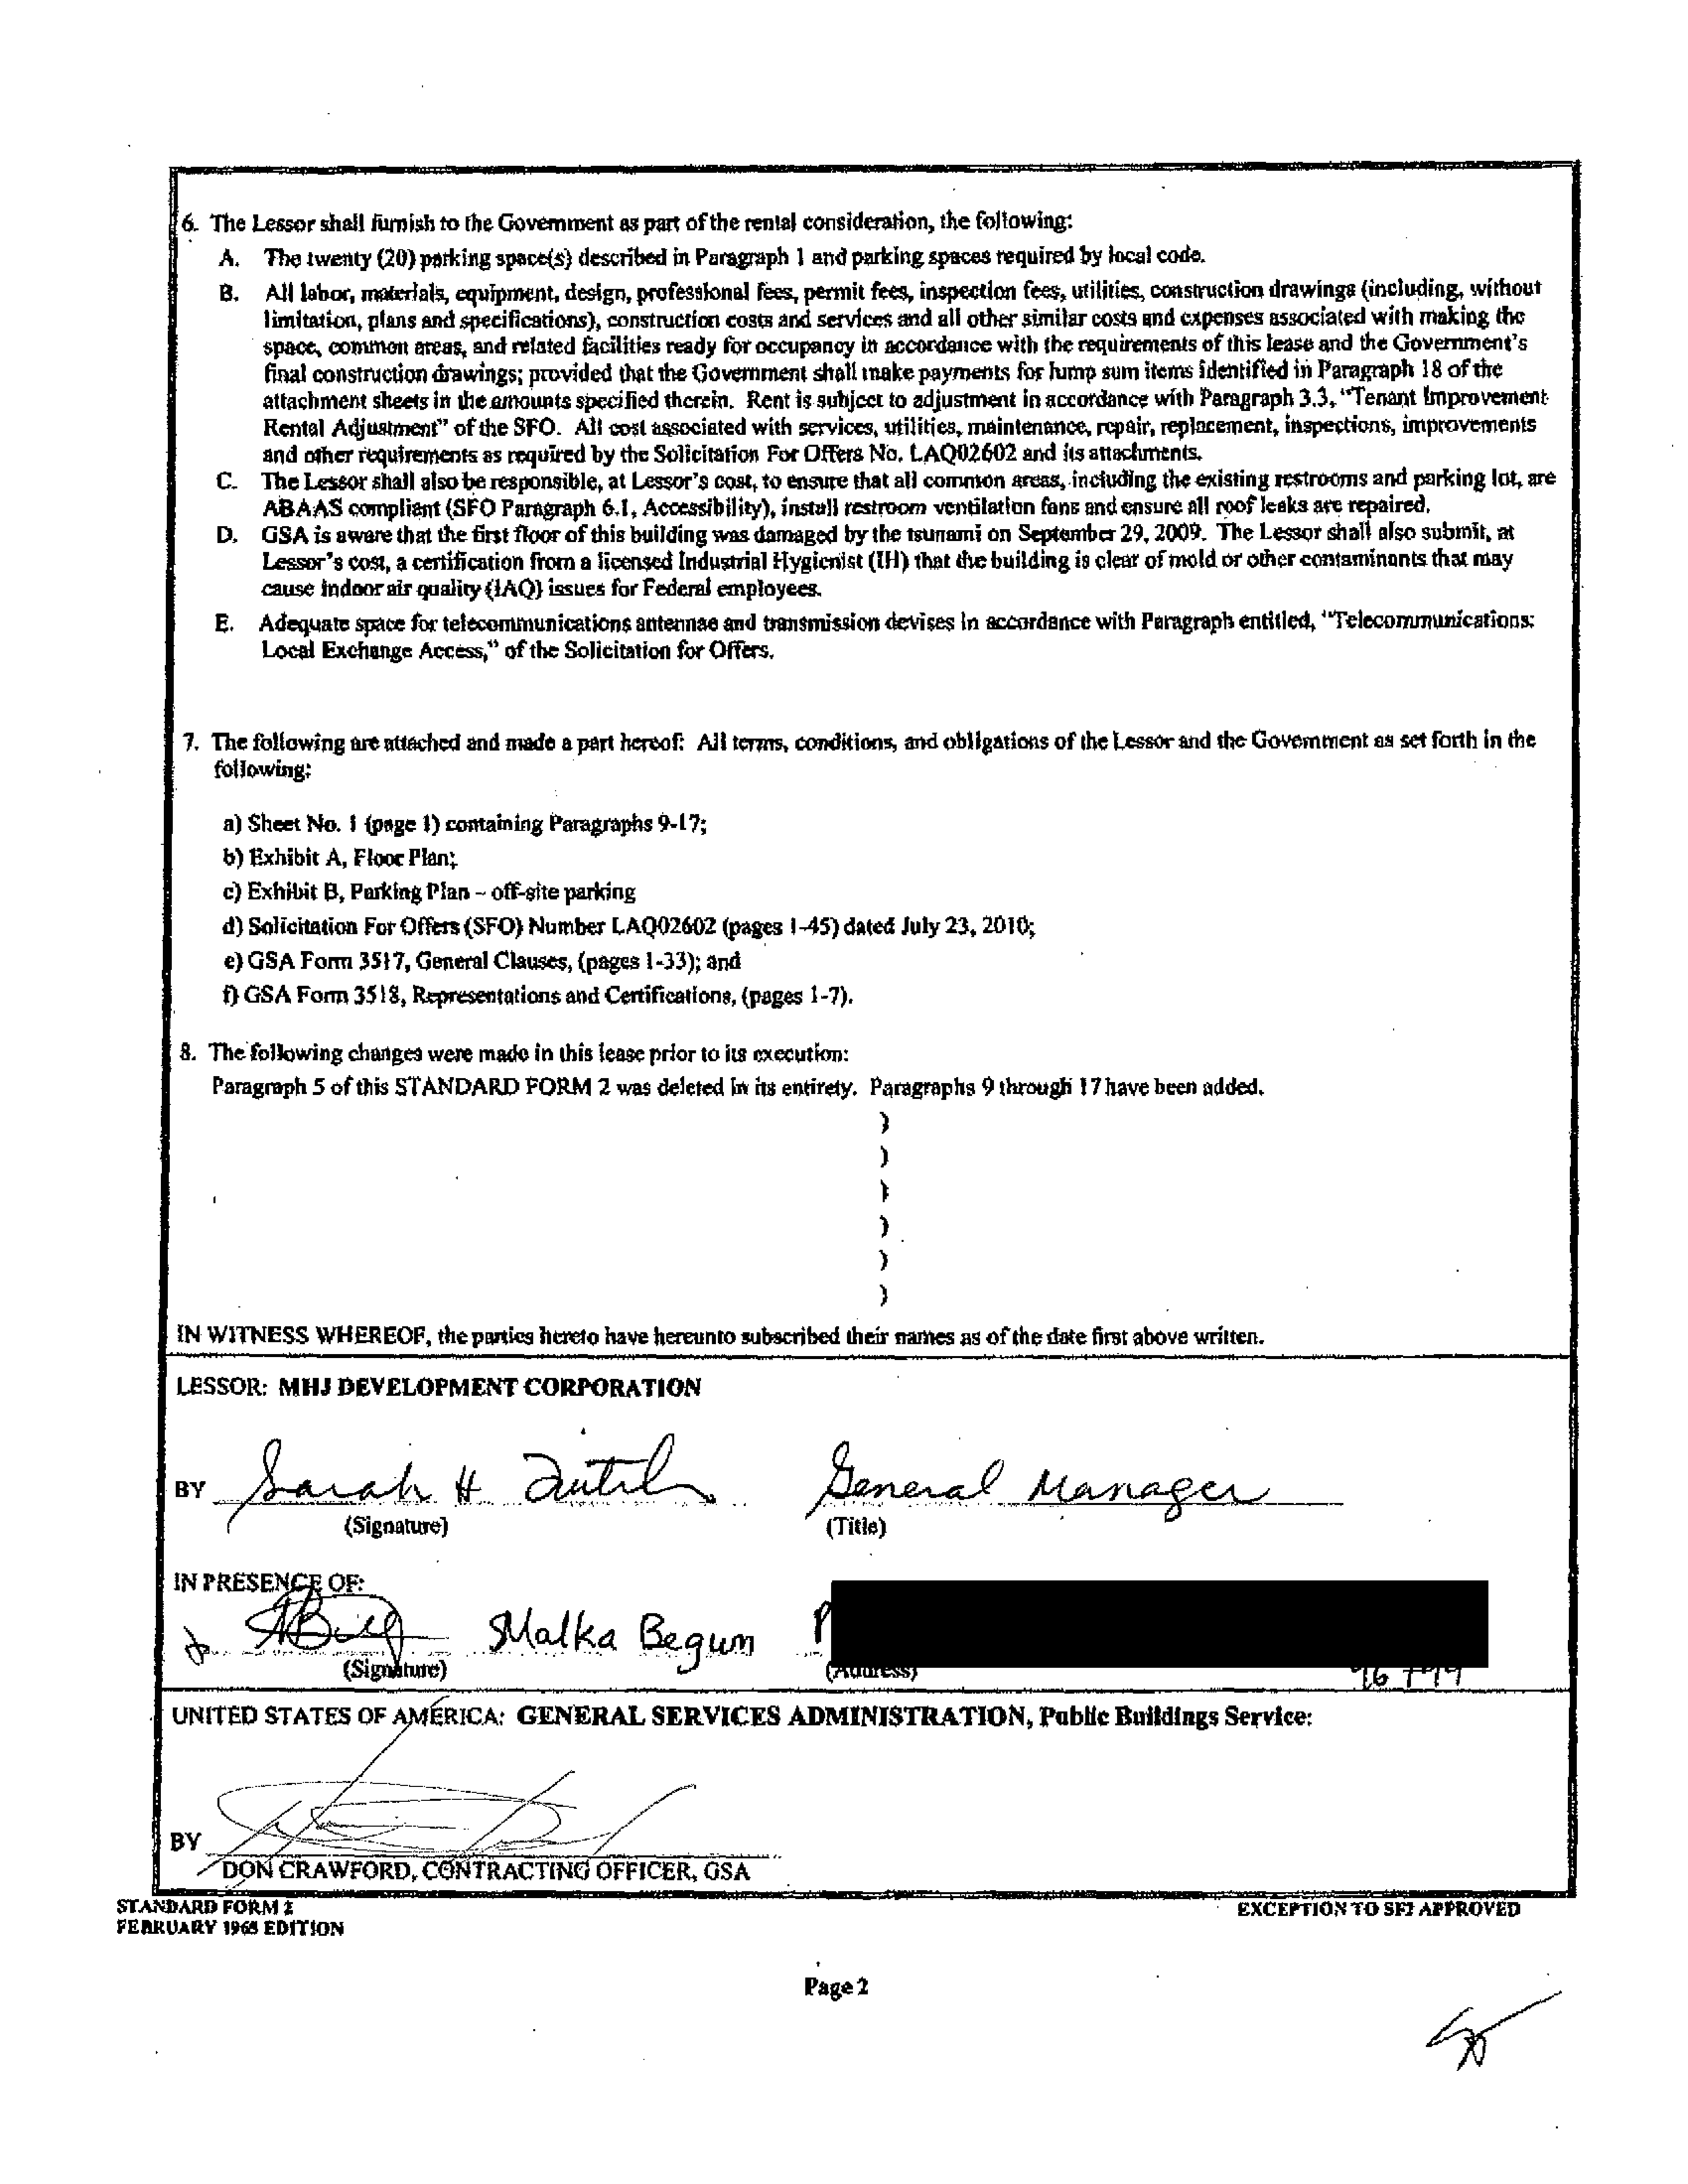 6. The Lessor shall furnish to the Government as part of the rental consideration, the following:
A. The twenty (20) parking space(s) described in Paragraph 1 and parking spaces required by local code.
B. All labor, materials, equipment, design, professional fees, permit fees, inspection fees, utilities, construction drawings (including, without
limitation, plans and specifications), construction costs and services and all other similar costs and expenses associated with making the
space, common areas, and related facilities ready for occupancy in accordance with the requirements of this lease and the Government's
final construction drawings; provided that the Government shall make payments for lump sum items identified in Paragraph 18 of the
attachment sheets in the amounts specified therein. Rent is subject to adjustment in accordance with Paragraph 3.3, "Tenant Improvement
Rental Adjustment" of the SFO. All cost associated with services, utilities, maintenance, repair, replacement, inspections, improvements
and other requirements as required by the Solicitation For Offers No. LAQ02602 and its attachments.
C. The Lessor shall also be responsible, at Lessor's cost, to ensure that all common areas, including the existing restrooms and parking lot, are
ABAAS compliant (SFO Paragraph 6.1, Accessibility), install restroom ventilation fans and ensure all roof leaks are repaired.
D. GSA is aware that the first floor of this building was damaged by the tsunami on September 29, 2009. The Lessor shall also submit, at
Lessor's cost, a certification from a licensed Industrial Hygienist (IH) that the building is clear of mold or other contaminants that may
cause indoor air quality (IAQ) issues for Federal employees.
E. Adequate space for telecommunications antennae and transmission devises in accordance with Paragraph entitled, "Telecommunications:
Local Exchange Access," of the Solicitation for Offers.
7. The following are attached and made a part hereof: All terms, conditions, and obligations of the Lessor and the Government as set forth in the
following:
a) Sheet No. 1 (page 1) containing Paragraphs 9-17;
b) Exhibit A, Floor Plan;
c) Exhibit B, Parking Plan – off-site parking
d) Solicitation For Offers (SFO) Number LAQ02602 (pages 1-45) dated July 23, 2010;
e) GSA Form 3517, General Clauses, (pages 1-33); and
f) GSA Form 3518, Representations and Certifications, (pages 1-7).
8. The following changes were made in this lease prior to its execution:
Paragraph 5 of this STANDARD FORM 2 was deleted in its entirety. Paragraphs 9 through 17 have been added.
)
)
)
)
)
)
IN WITNESS WHEREOF, the parties hereto have hereunto subscribed their names as of the date first above written.
LESSOR: MHJ DEVELOPMENT CORPORATION
BY Sarah H General Manager
(Signature) (Title)
IN PRESENCE OF:
Malka Begum P
(Signature) (Address) 96799
UNITED STATES OF AMERICA: GENERAL SERVICES ADMINISTRATION, Public Buildings Service:
BY
DON CRAWFORD, CONTRACTING OFFICER, GSA
STANDARD FORM 2 EXCEPTION TO SF2 APPROVED
FEBRUARY 1965 EDITION
Page 2